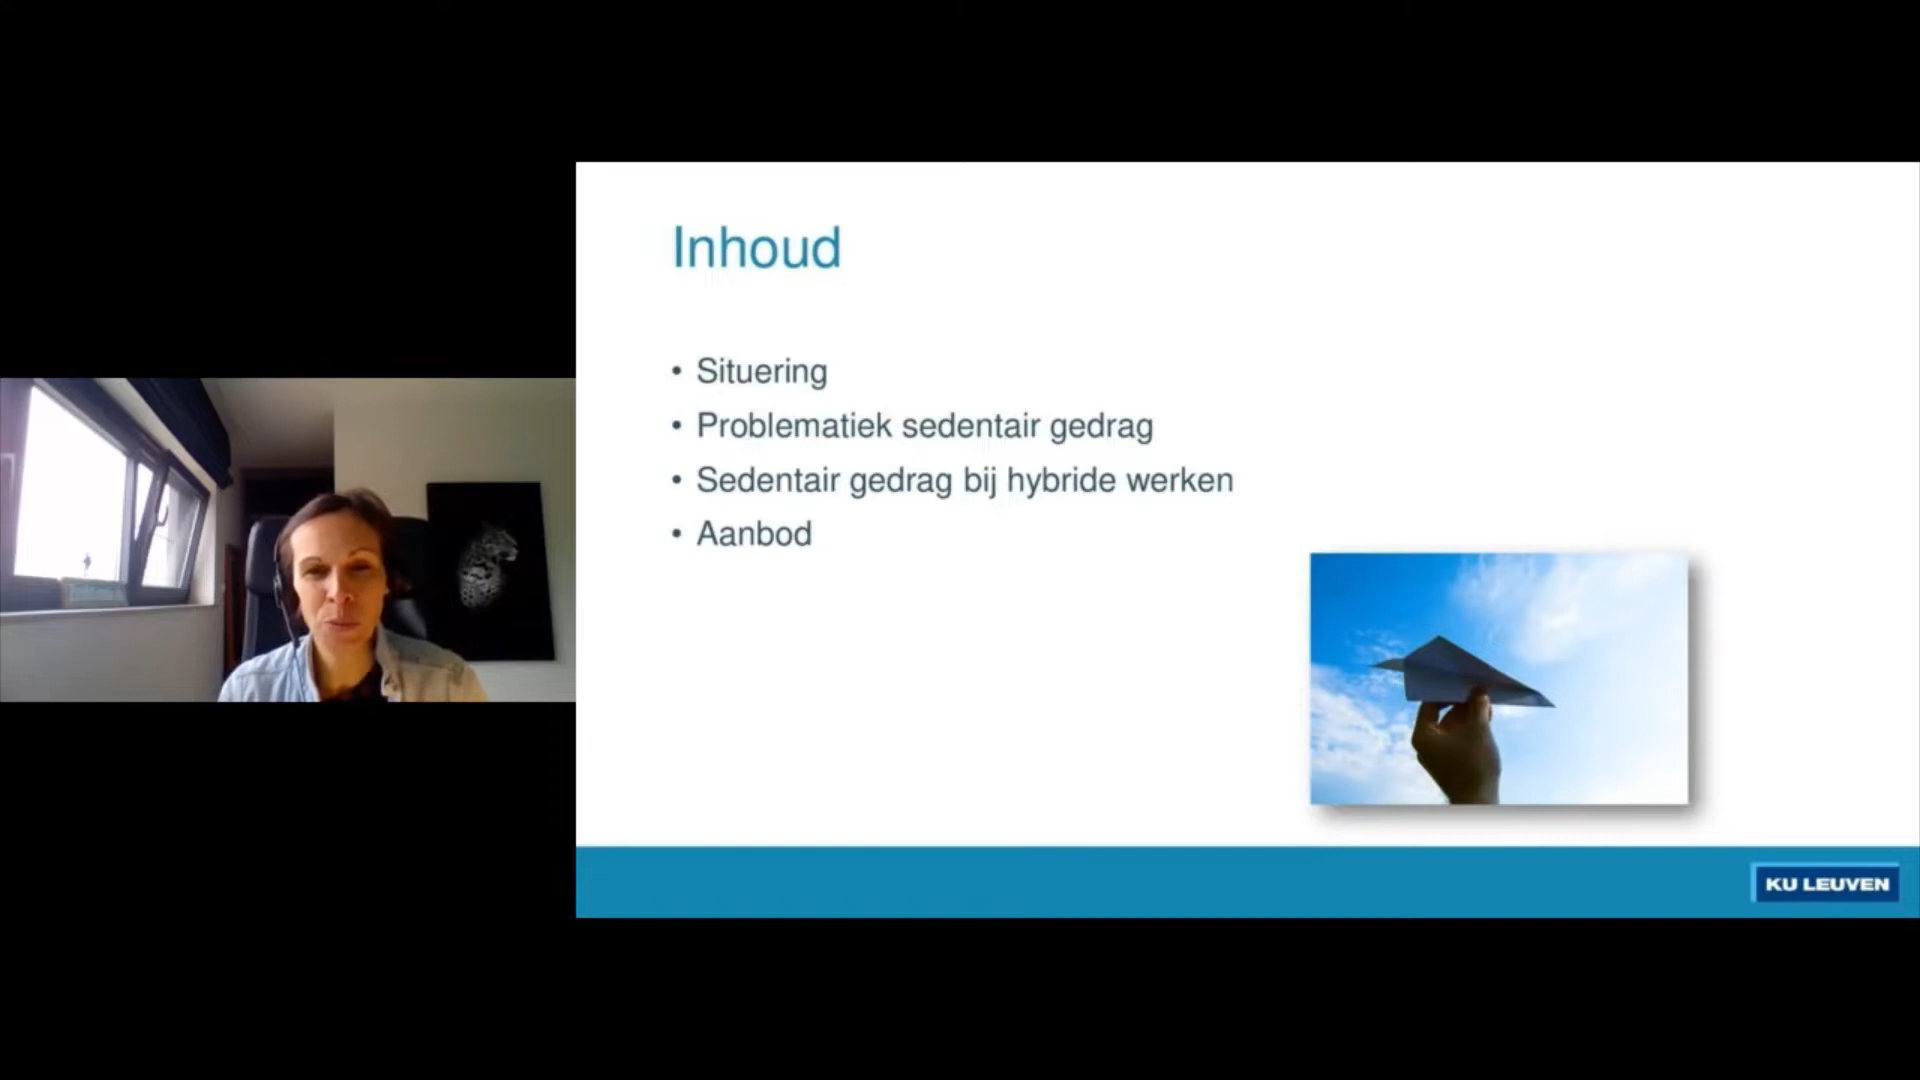 Inhoud
• Situering
• Problematiek sedentair gedrag
• Sedentair gedrag bij hybride werken
• Aanbod
KU LEUVEN